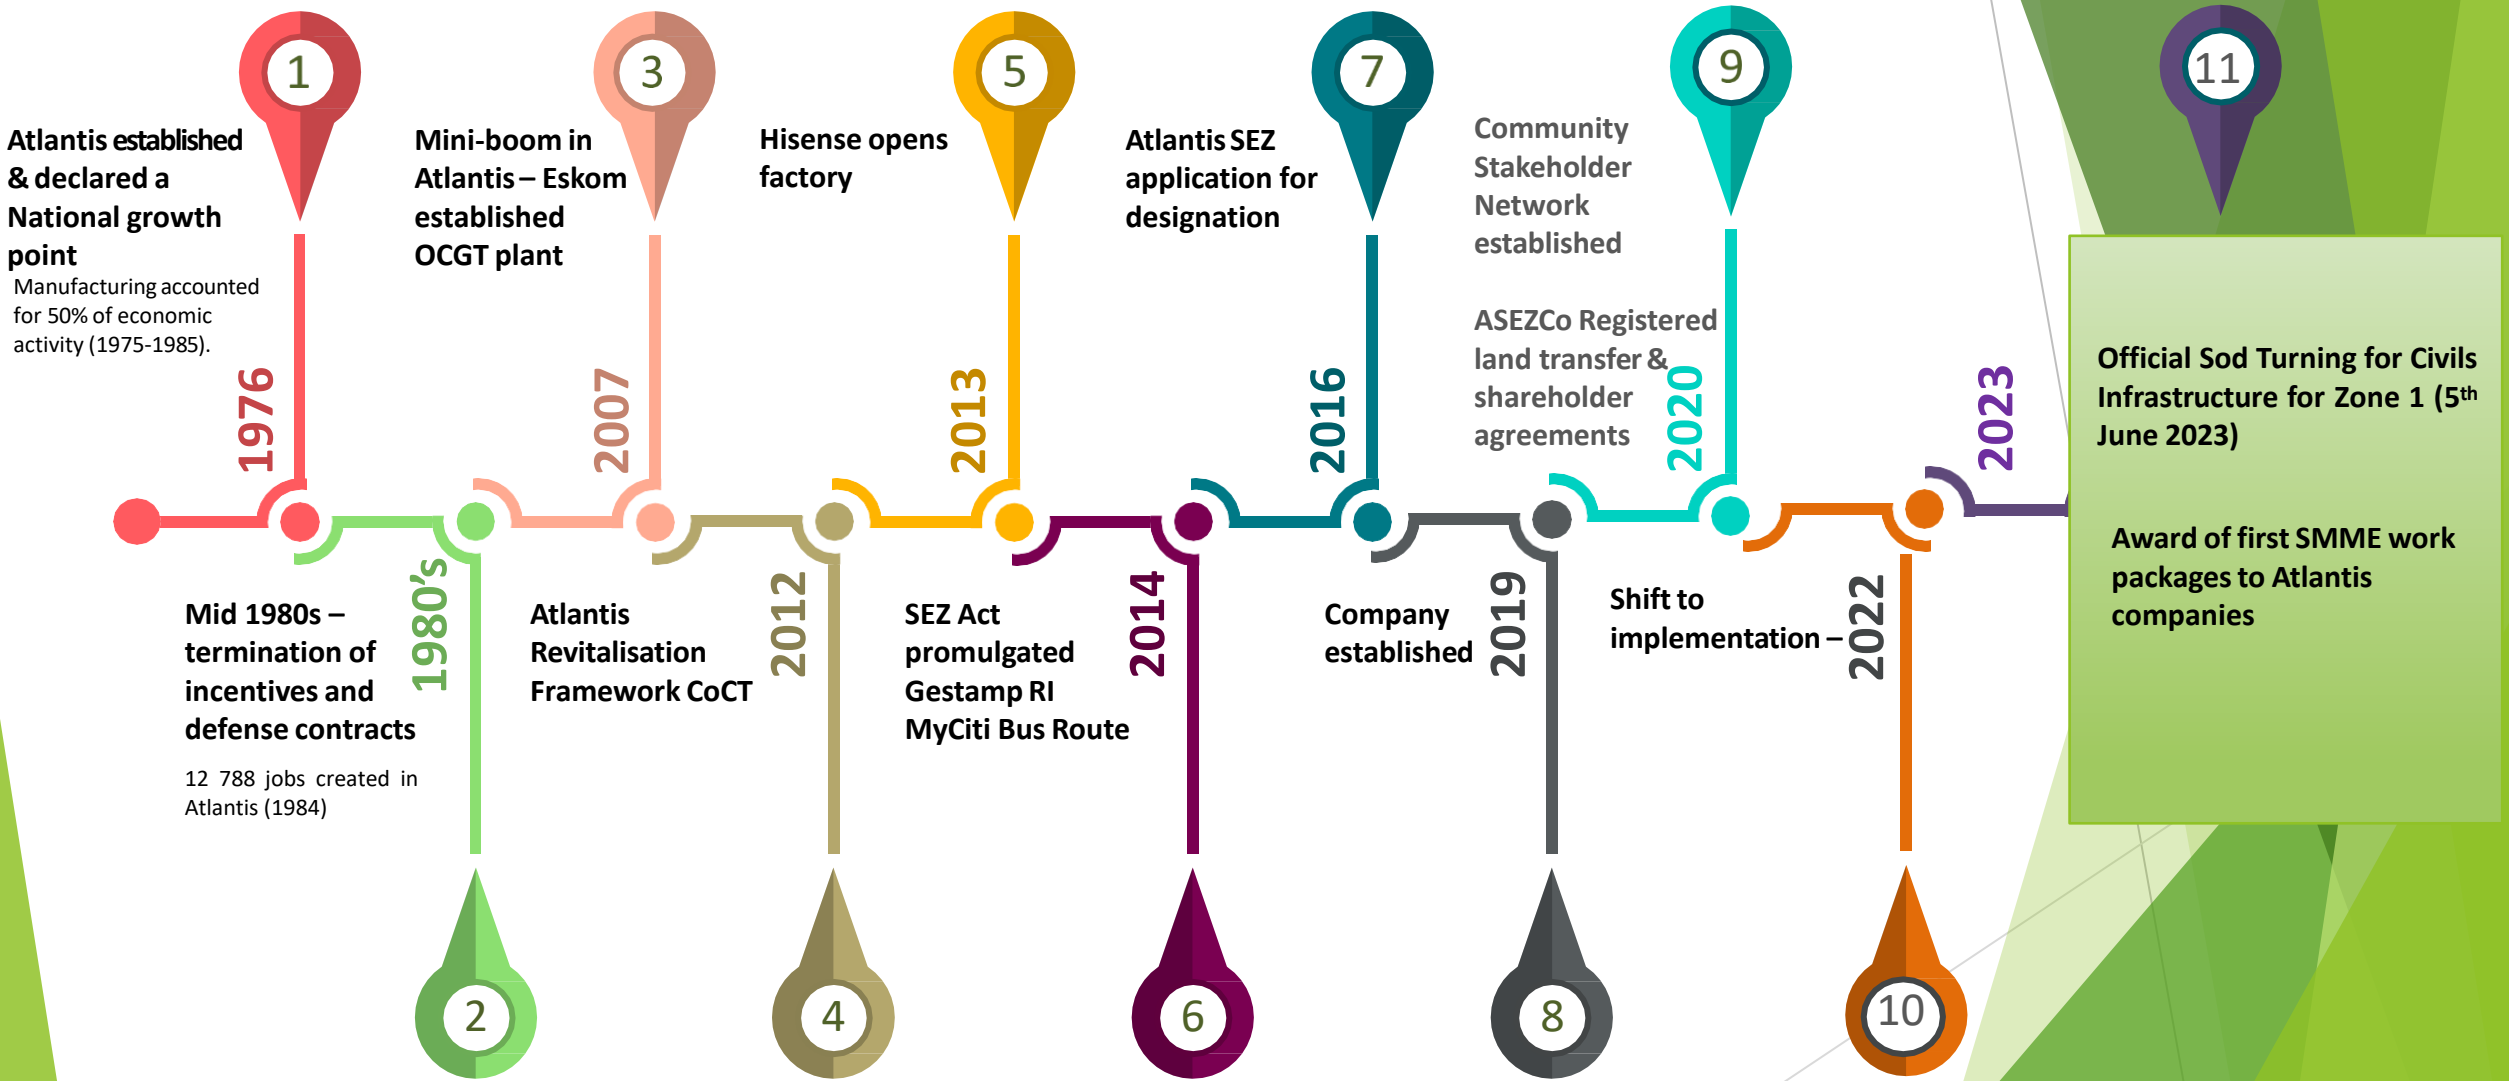 1
Atlantis established
& declared a
National growth
point
Manufacturing accounted
for 50% of economic
activity (1975-1985).
1976
2
Mid 1980s –
termination of
incentives and
defense contracts
12 788 jobs created in
Atlantis (1984)
1980's
3
Mini-boom in
Atlantis – Eskom
established
OCGT plant
2007
4
Atlantis
Revitalisation
Framework CoCT
2012
5
Hisense opens
factory
2013
6
SEZ Act
promulgated
Gestamp RI
MyCiti Bus Route
2014
7
Atlantis SEZ
application for
designation
2016
8
Company
established
2019
9
Community
Stakeholder
Network
established
ASEZCo Registered
land transfer &
shareholder
agreements
2020
10
Shift to
implementation –
2022
11
2023
Official Sod Turning for Civils
Infrastructure for Zone 1 (5th
June 2023)
Award of first SMME work
packages to Atlantis
companies